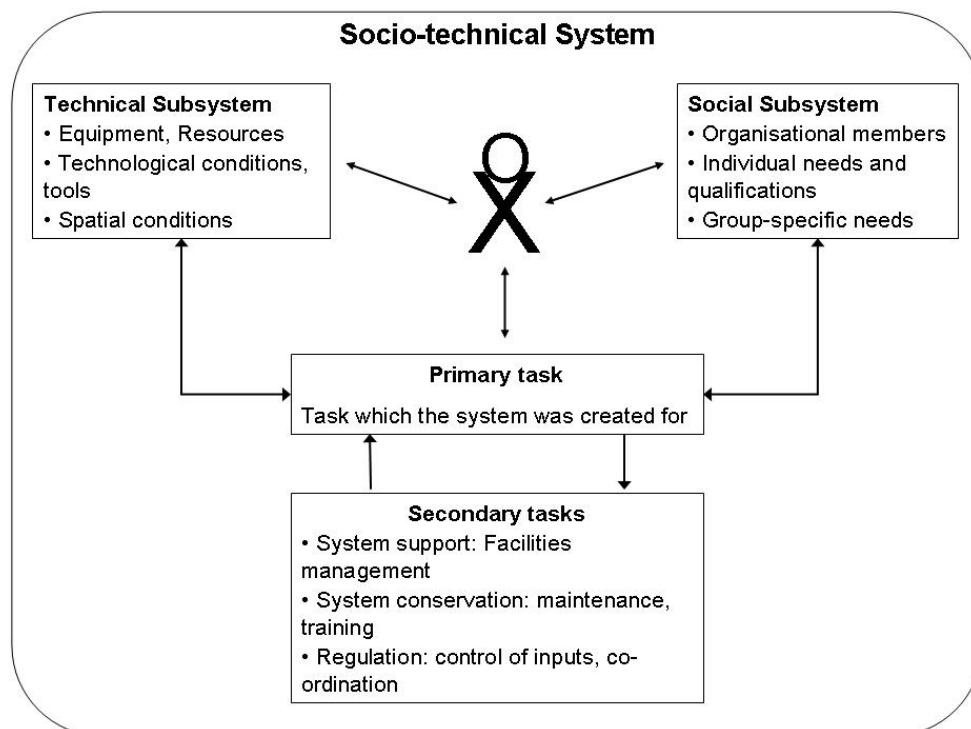 Socio-technical System
Technical Subsystem
• Equipment, Resources
• Technological conditions,
tools
• Spatial conditions
Social Subsystem
• Organisational members
• Individual needs and
qualifications
• Group-specific needs
Primary task
Task which the system was created for
Secondary tasks
• System support: Facilities
management
• System conservation: maintenance,
training
• Regulation: control of inputs, co-
ordination